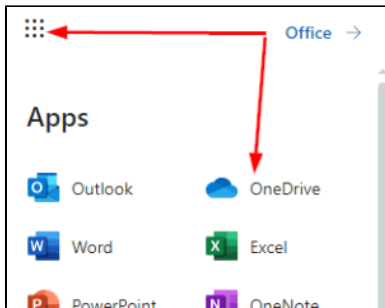 Office →
Apps
Outlook OneDrive
Word Excel
PowerPoint OneNote